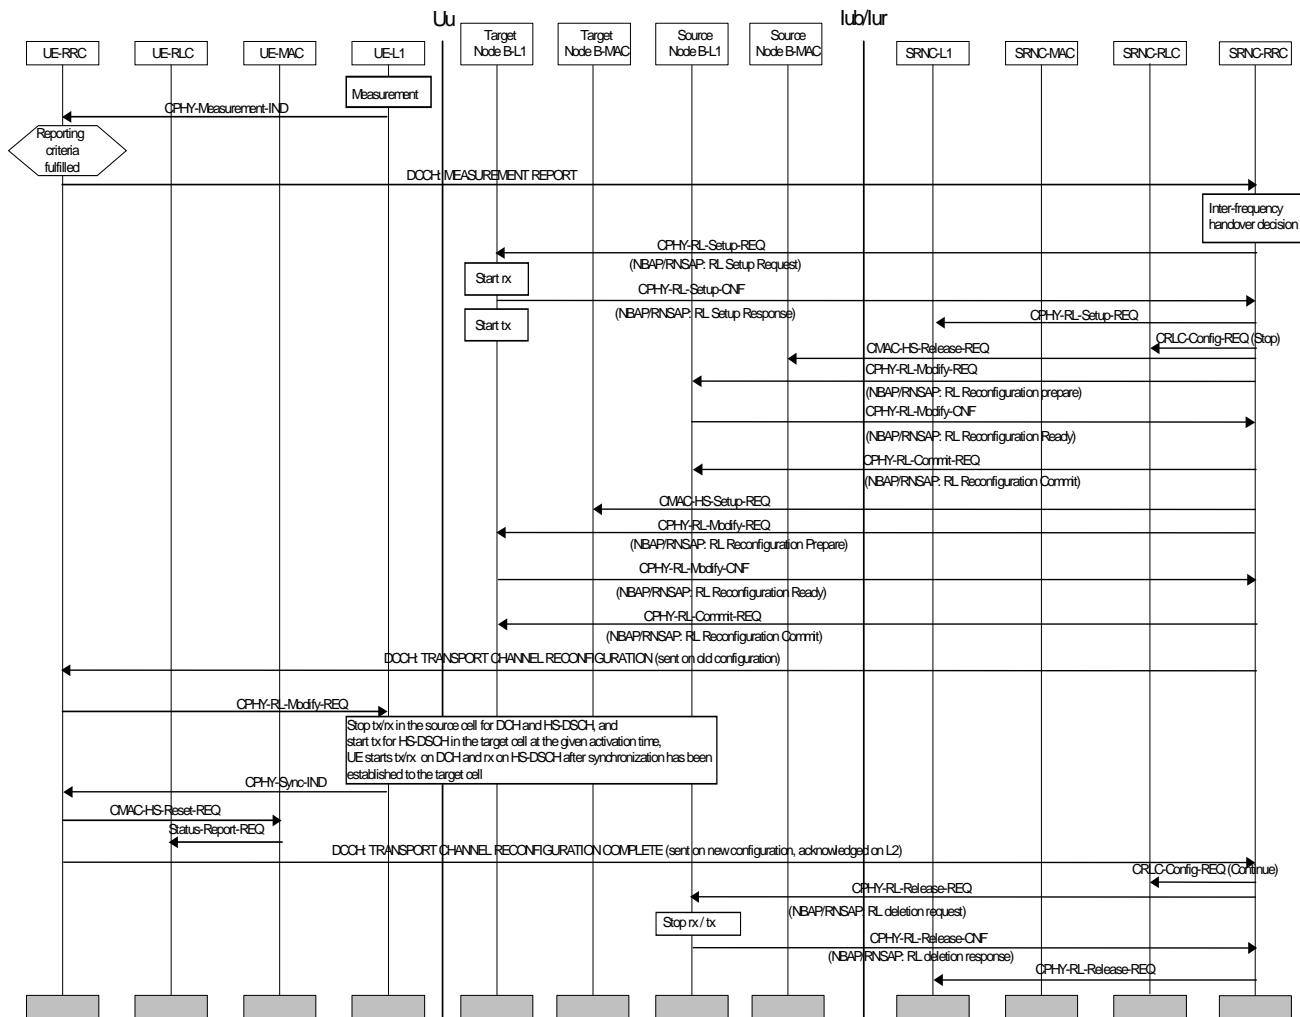 Uu
Iub/Iur
UE-RRC
UE-RLC
UE-MAC
UE-L1
Target
Node B-L1
Target
Node B-MAC
Source
Node B-L1
Source
Node B-MAC
SRNC-L1
SRNC-MAC
SRNC-RLC
SRNC-RRC
Measurement
CPHY-Measurement-IND
Reporting
criteria
fulfilled
DCCH: MEASUREMENT REPORT
Inter-frequency
handover decision
CPHY-RL-Setup-REQ
(NBAP/RNSAP: RL Setup Request)
Start rx
CPHY-RL-Setup-CNF
(NBAP/RNSAP: RL Setup Response)
Start tx
CPHY-RL-Setup-REQ
CRLC-Config-REQ (Stop)
CMAC-HS-Release-REQ
CPHY-RL-Modify-REQ
(NBAP/RNSAP: RL Reconfiguration prepare)
CPHY-RL-Modify-CNF
(NBAP/RNSAP: RL Reconfiguration Ready)
CPHY-RL-Commit-REQ
(NBAP/RNSAP: RL Reconfiguration Commit)
CMAC-HS-Setup-REQ
CPHY-RL-Modify-REQ
(NBAP/RNSAP: RL Reconfiguration Prepare)
CPHY-RL-Modify-CNF
(NBAP/RNSAP: RL Reconfiguration Ready)
CPHY-RL-Commit-REQ
(NBAP/RNSAP: RL Reconfiguration Commit)
DCCH: TRANSPORT CHANNEL RECONFIGURATION (sent on old configuration)
CPHY-RL-Modify-REQ
Stop tx/rx in the source cell for DCH and HS-DSCH, and
start tx for HS-DSCH in the target cell at the given activation time,
UE starts tx/rx on DCH and rx on HS-DSCH after synchronization has been
established to the target cell
CPHY-Sync-IND
CMAC-HS-Reset-REQ
Status-Report-REQ
DCCH: TRANSPORT CHANNEL RECONFIGURATION COMPLETE (sent on new configuration, acknowledged on L2)
CRLC-Config-REQ (Continue)
CPHY-RL-Release-REQ
(NBAP/RNSAP: RL deletion request)
Stop rx / tx
CPHY-RL-Release-CNF
(NBAP/RNSAP: RL deletion response)
CPHY-RL-Release-REQ